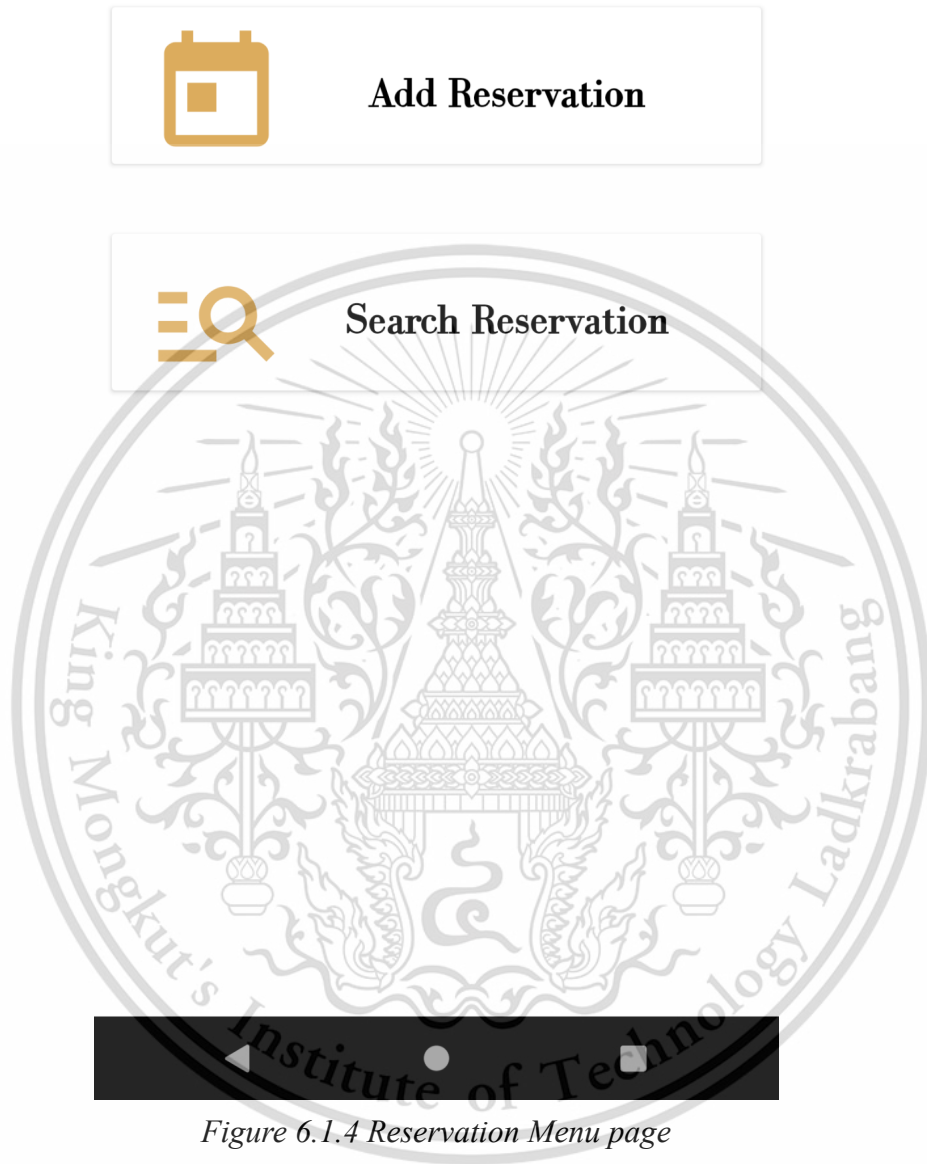 Add Reservation
Search Reservation
King Mongkut's Institute of Technology Ladkrabang
Figure 6.1.4 Reservation Menu page